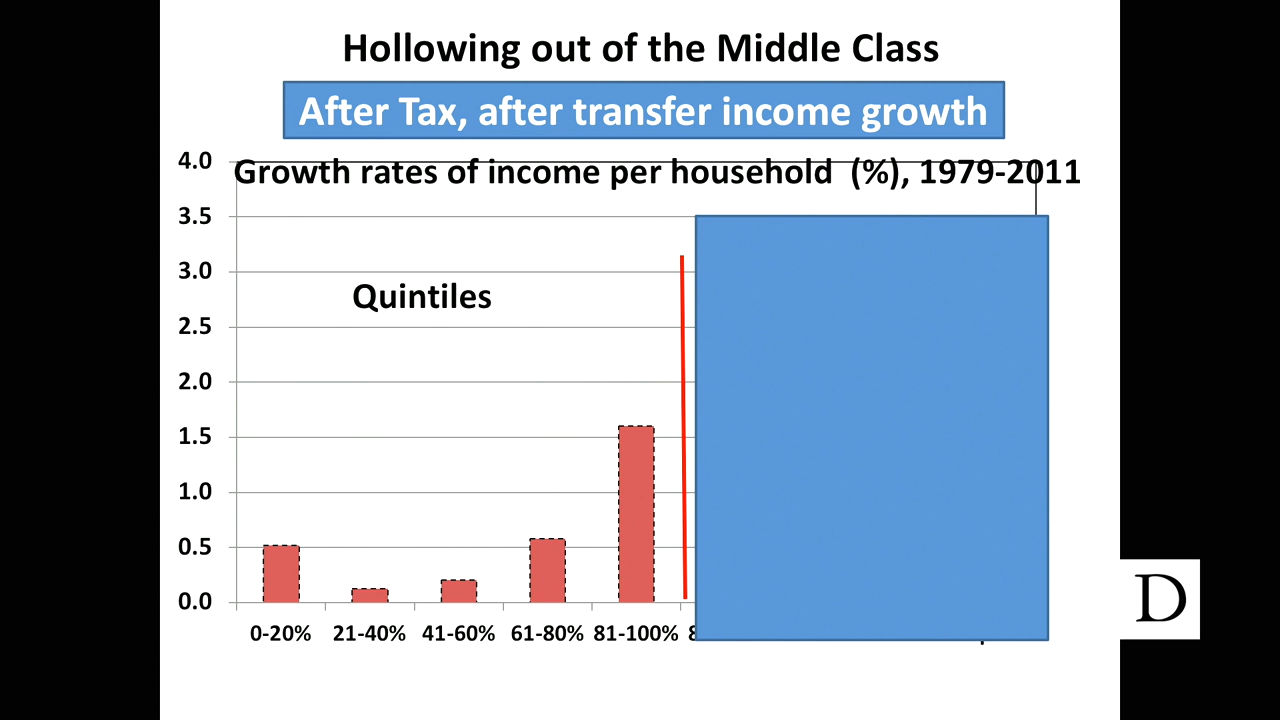 Hollowing out of the Middle Class
After Tax, after transfer income growth
Growth rates of income per household (%), 1979-2011
4.0
3.5
3.0
2.5
2.0
1.5
1.0
0.5
0.0
Quintiles
0-20% 21-40% 41-60% 61-80% 81-100%
D